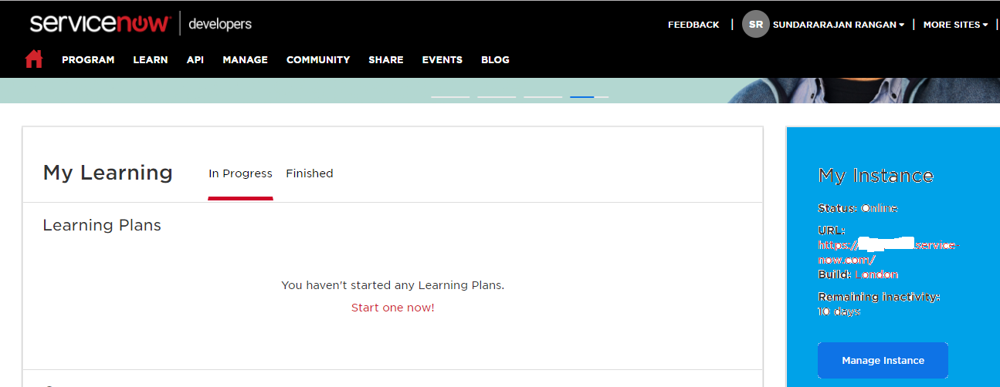 servicenow developers
FEEDBACK | SR SUNDARARAJAN RANGAN | MORE SITES |
PROGRAM LEARN API MANAGE COMMUNITY SHARE EVENTS BLOG
My Learning In Progress Finished
Learning Plans
You haven't started any Learning Plans.
Start one now!
My Instance
Status: Online
URL:
https:// .service-
now.com/
Build: London
Remaining inactivity:
10 days
Manage Instance